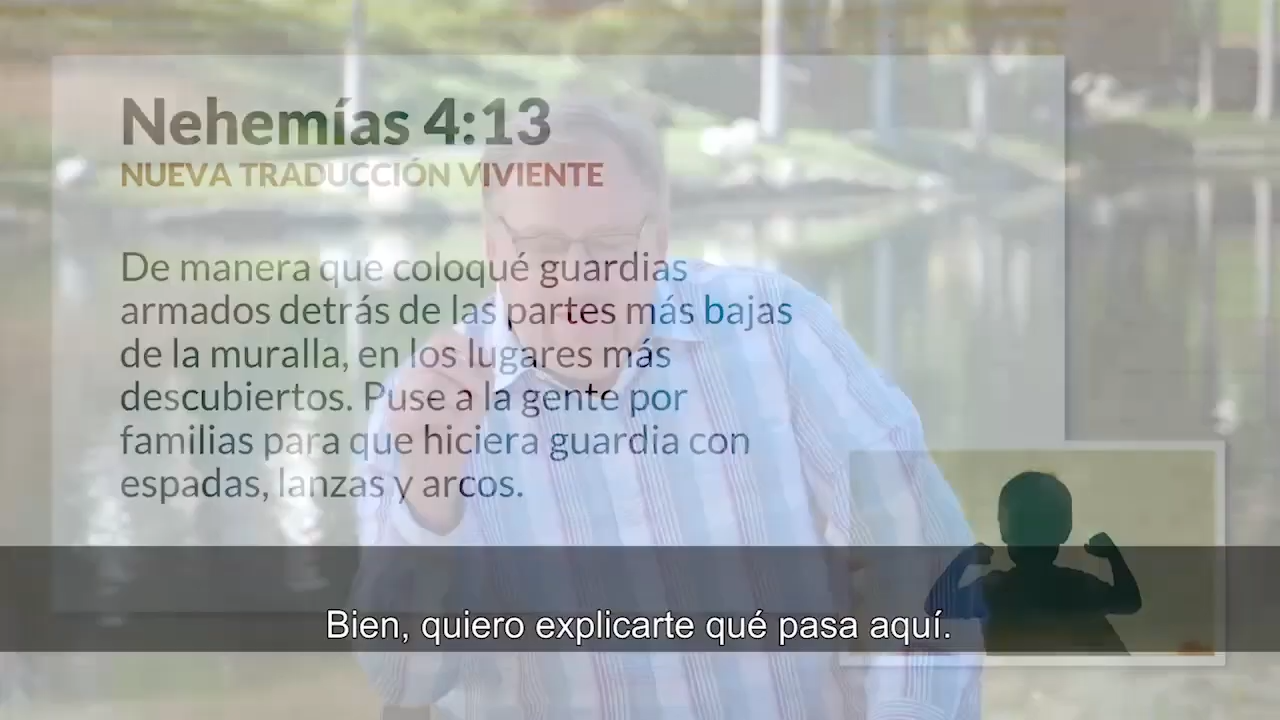 Nehemías 4:13
NUEVA TRADUCCIÓN VIVIENTE
De manera que coloqué guardias
armados detrás de las partes más bajas
de la muralla, en los lugares más
descubiertos. Puse a la gente por
familias para que hiciera guardia con
espadas, lanzas y arcos.
Bien, quiero explicarte qué pasa aquí.